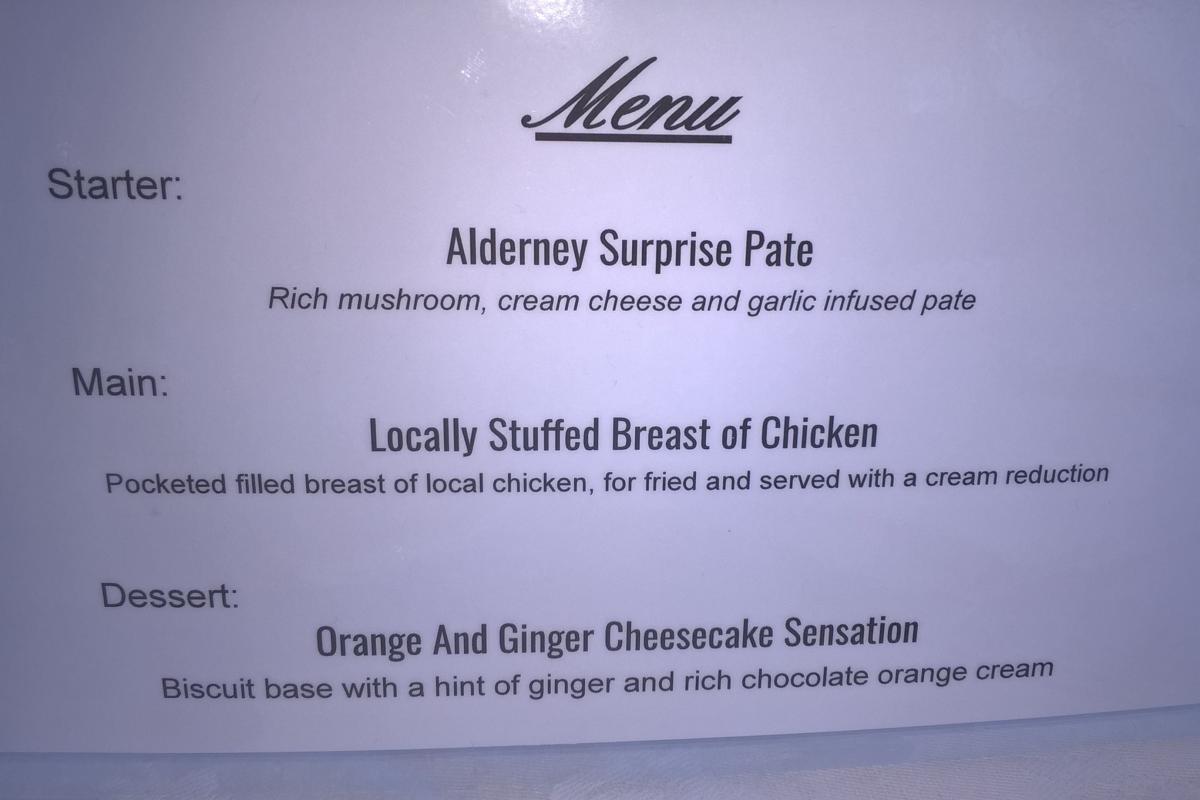 Menu
Starter:
Alderney Surprise Pate
Rich mushroom, cream cheese and garlic infused pate
Main:
Locally Stuffed Breast of Chicken
Pocketed filled breast of local chicken, for fried and served with a cream reduction
Dessert:
Orange And Ginger Cheesecake Sensation
Biscuit base with a hint of ginger and rich chocolate orange cream